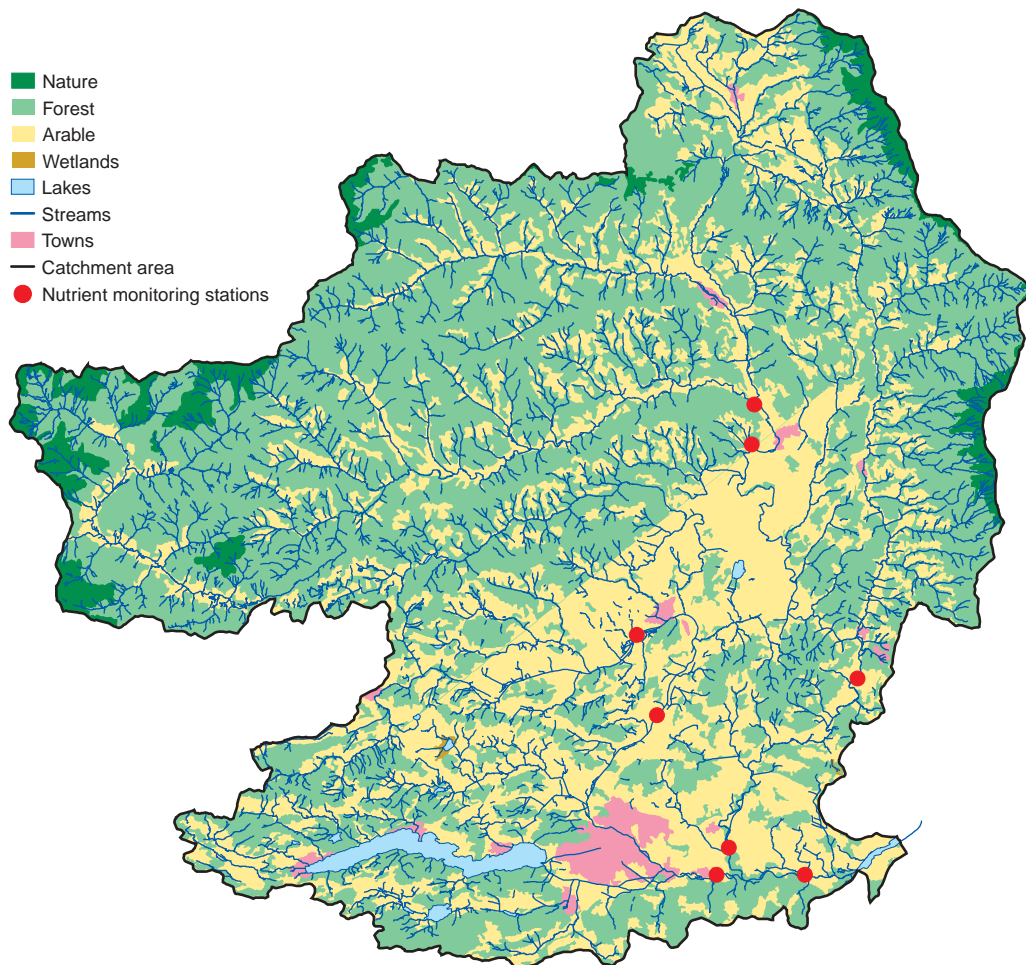 Nature
Forest
Arable
Wetlands
Lakes
Streams
Towns
Catchment area
Nutrient monitoring stations